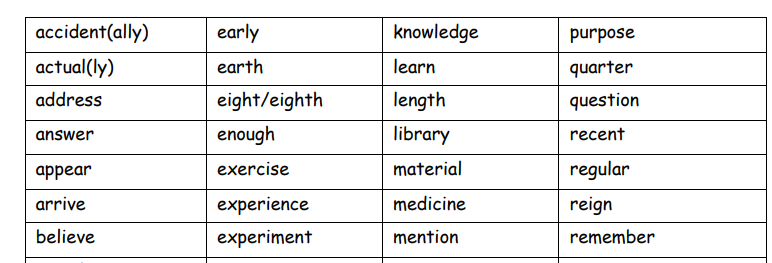 accident(ally) early knowledge purpose
actual(ly) earth learn quarter
address eight/eighth length question
answer enough library recent
appear exercise material regular
arrive experience medicine reign
believe experiment mention remember